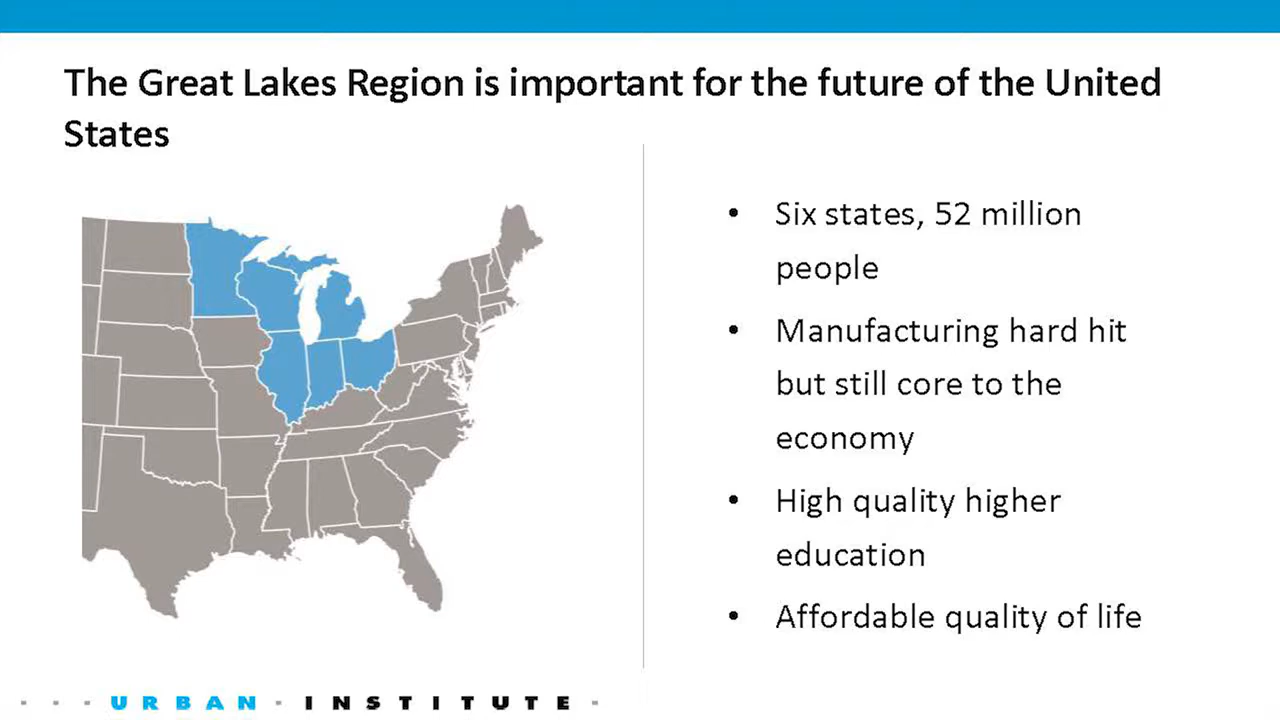 The Great Lakes Region is important for the future of the United
States
• Six states, 52 million
people
• Manufacturing hard hit
but still core to the
economy
• High quality higher
education
• Affordable quality of life
URBAN INSTITUTE